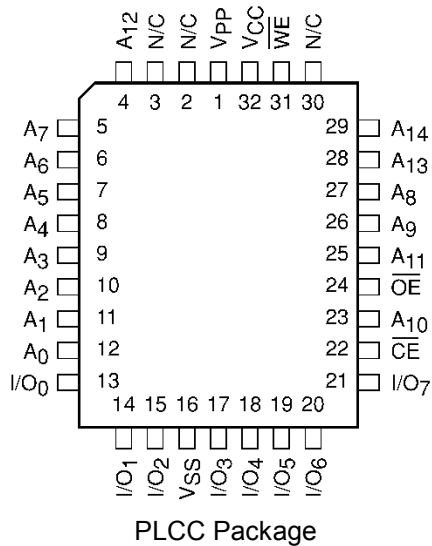 A12 N/C N/C VPP VCC W̅E̅ N/C
4 3 2 1 32 31 30
A7 5 29 A14
A6 6 28 A13
A5 7 27 A8
A4 8 26 A9
A3 9 25 A11
A2 10 24 O̅E̅
A1 11 23 A10
A0 12 22 C̅E̅
I/O0 13 21 I/O7
14 15 16 17 18 19 20
I/O1 I/O2 VSS I/O3 I/O4 I/O5 I/O6
PLCC Package